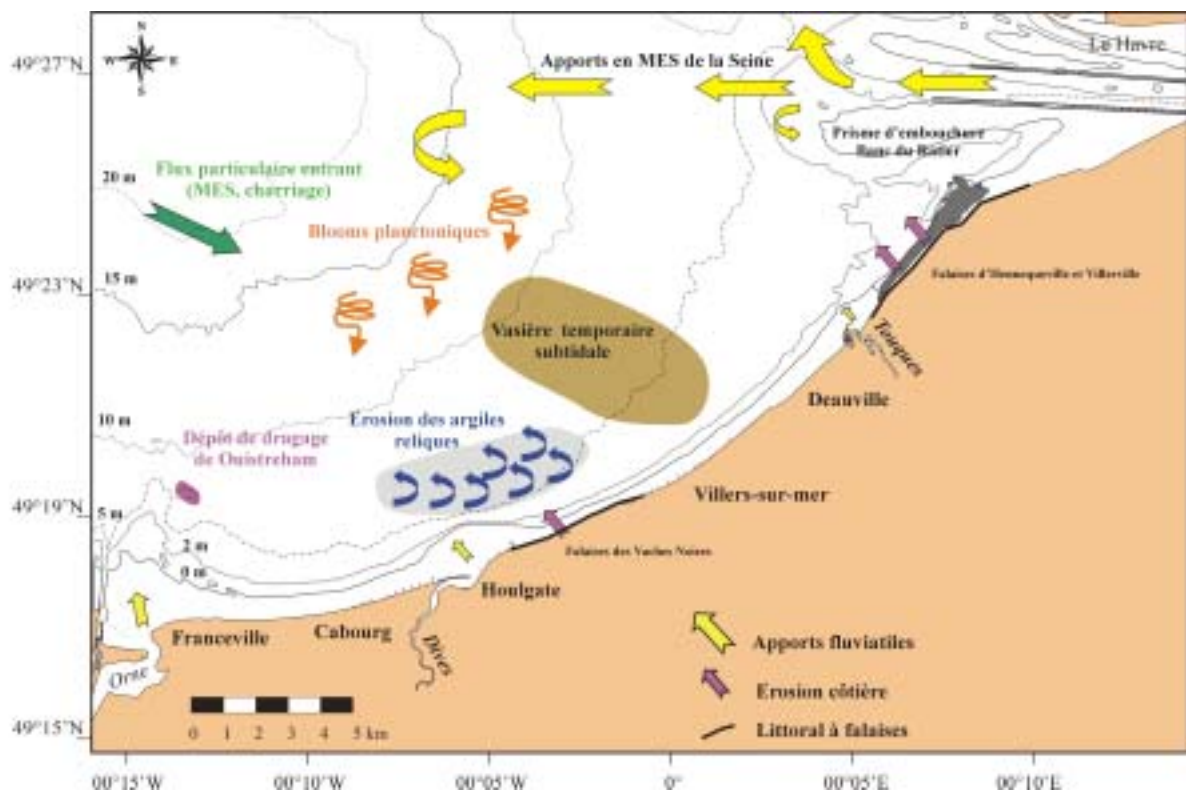 N
W E
S
Le Havre
49°27'N
Apports en MES de la Seine
Prisme d'embouchure
Banc du Ratier
Flux particulaire entrant
(MES, charriage)
20 m
Blooms planctoniques
49°23'N
15 m
Falaises d'Hennequeville et Villerville
Vasière temporaire
subtidale
Touques
Deauville
10 m
Erosion des argiles
reliques
Dépôt de dragage
de Ouistreham
49°19'N
5 m
Villers-sur-mer
2 m
Falaises des Vaches Noires
0 m
Houlgate
Franceville
Cabourg
Dives
Orne
Apports fluviatiles
Erosion côtière
Littoral à falaises
0 1 2 3 4 5 km
49°15'N
00°15'W
00°10'W
00°05'W
0°
00°05'E
00°10'E